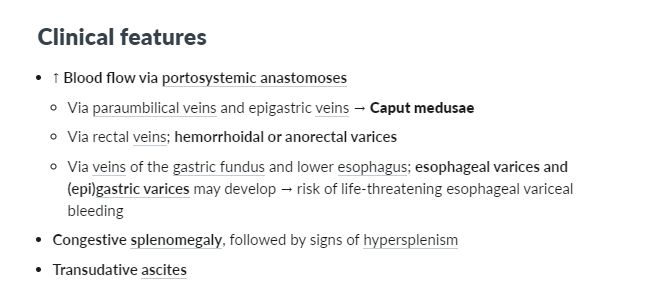 Clinical features
• ↑ Blood flow via portosystemic anastomoses
◦ Via paraumbilical veins and epigastric veins → Caput medusae
◦ Via rectal veins; hemorrhoidal or anorectal varices
◦ Via veins of the gastric fundus and lower esophagus; esophageal varices and
(epi)gastric varices may develop → risk of life-threatening esophageal variceal
bleeding
• Congestive splenomegaly, followed by signs of hypersplenism
• Transudative ascites